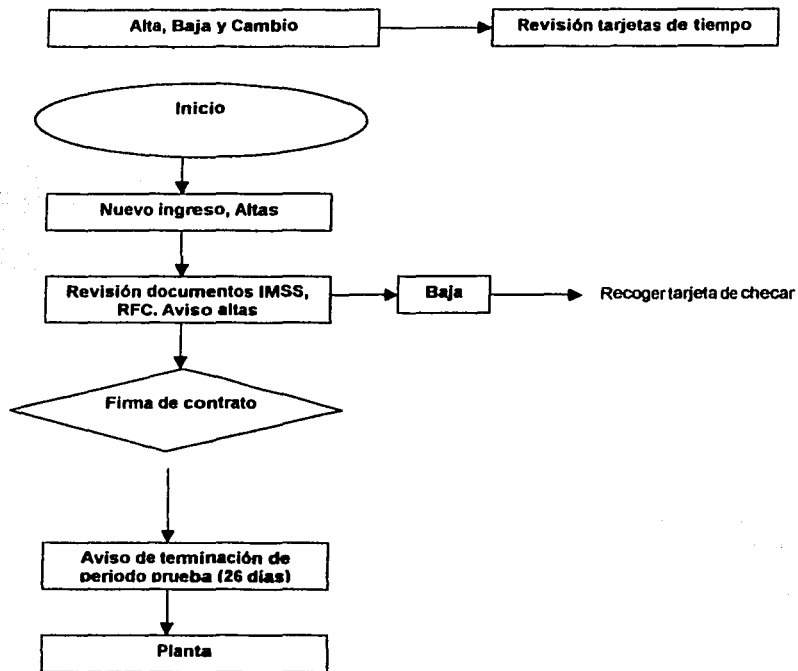 Alta, Baja y Cambio
Revisión tarjetas de tiempo
Inicio
Nuevo ingreso, Altas
Revisión documentos IMSS,
RFC. Aviso altas
Baja
Recoger tarjeta de checar
Firma de contrato
Aviso de terminación de
periodo prueba (26 días)
Planta